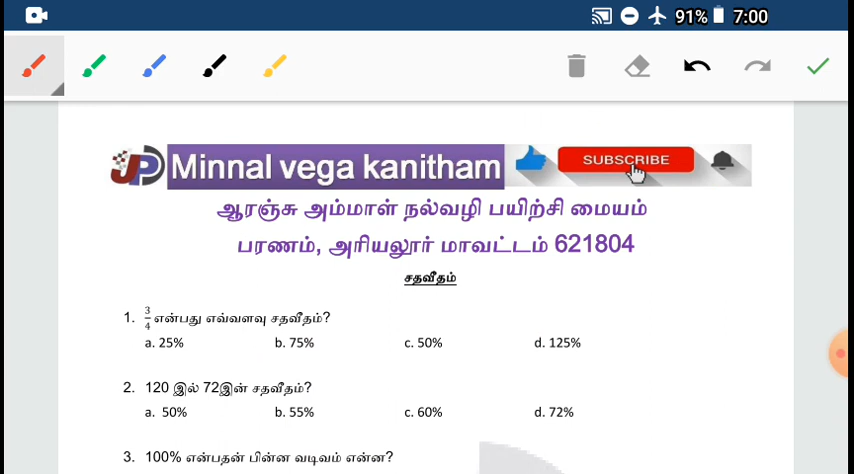 91% 7:00
JP Minnal vega kanitham SUBSCRIBE
ஆரஞ்சு அம்மாள் நல்வழி பயிற்சி மையம்
பரணம், அரியலூர் மாவட்டம் 621804
சதவீதம்
1. 3/4 என்பது எவ்வளவு சதவீதம்?
a. 25% b. 75% c. 50% d. 125%
2. 120 இல் 72இன் சதவீதம்?
a. 50% b. 55% c. 60% d. 72%
3. 100% என்பதன் பின்ன வடிவம் என்ன?